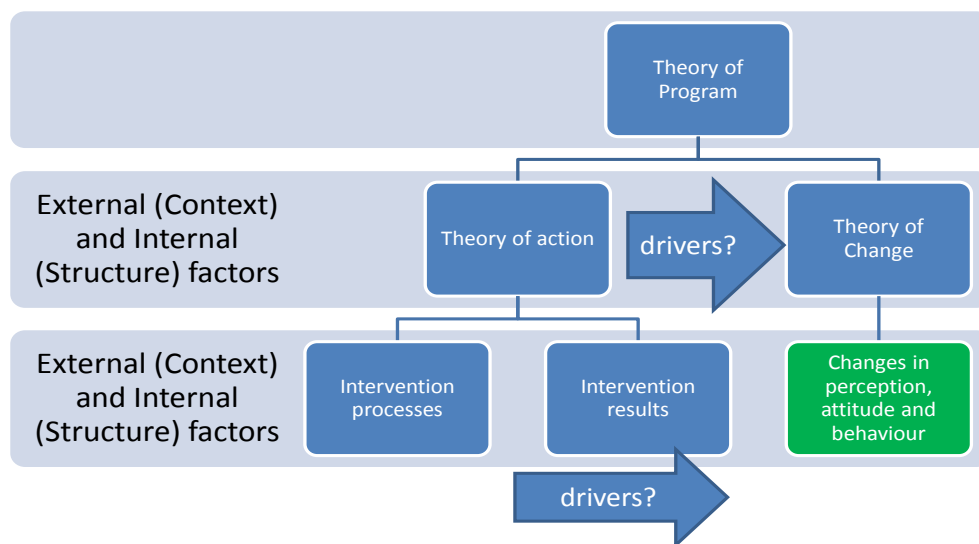 Theory of
Program
External (Context)
and Internal
(Structure) factors
Theory of action
drivers?
Theory of
Change
External (Context)
and Internal
(Structure) factors
Intervention
processes
Intervention
results
Changes in
perception,
attitude and
behaviour
drivers?